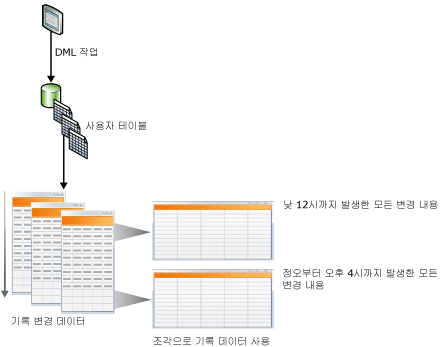 DML 작업
사용자 테이블
낮 12시까지 발생한 모든 변경 내용
정오부터 오후 4시까지 발생한 모든
변경 내용
기록 변경 데이터
조각으로 기록 데이터 사용